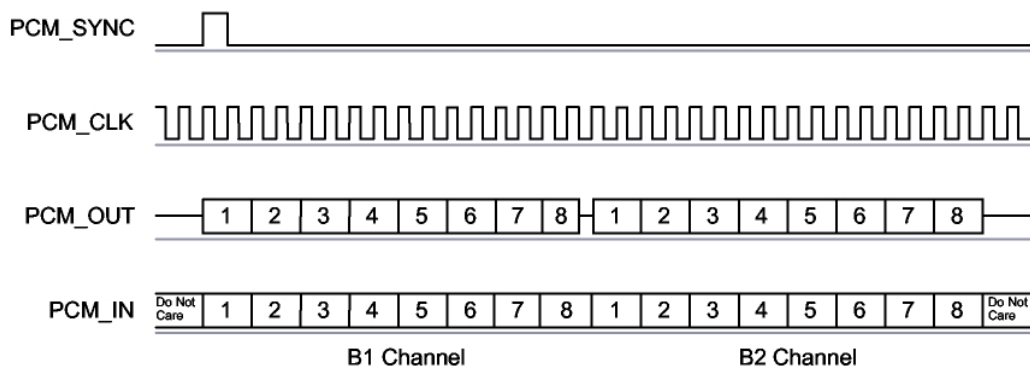 PCM_SYNC
PCM_CLK
PCM_OUT 1 2 3 4 5 6 7 8 1 2 3 4 5 6 7 8
PCM_IN Do Not Care 1 2 3 4 5 6 7 8 1 2 3 4 5 6 7 8 Do Not Care
B1 Channel B2 Channel